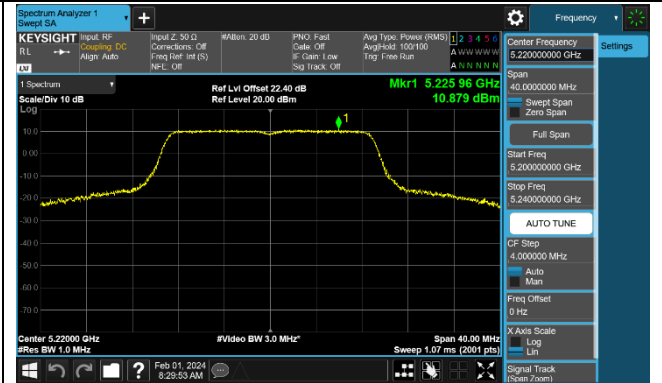 Spectrum Analyzer 1
Swept SA
+
Frequency
KEYSIGHT
RL
LXI
Input: RF
Coupling: DC
Align: Auto
Input Z: 50 Ω
Corrections: Off
Freq Ref: Int (S)
NFE: Off
#Atten: 20 dB
PNO: Fast
Gate: Off
IF Gain: Low
Sig Track: Off
Avg Type: Power (RMS)
Avg|Hold: 100/100
Trig: Free Run
1 2 3 4 5 6
A W W W W W
A N N N N N
1 Spectrum
Scale/Div 10 dB
Log
Ref Lvl Offset 22.40 dB
Ref Level 20.00 dBm
Mkr1 5.225 96 GHz
10.879 dBm
1
10.0
0.00
-10.0
-20.0
-30.0
-40.0
-50.0
-60.0
-70.0
Center 5.22000 GHz
#Res BW 1.0 MHz
#Video BW 3.0 MHz*
Span 40.00 MHz
Sweep 1.07 ms (2001 pts)
Feb 01, 2024
8:29:53 AM
Center Frequency
5.220000000 GHz
Settings
Span
40.0000000 MHz
Swept Span
Zero Span
Full Span
Start Freq
5.200000000 GHz
Stop Freq
5.240000000 GHz
AUTO TUNE
CF Step
4.000000 MHz
Auto
Man
Freq Offset
0 Hz
X Axis Scale
Log
Lin
Signal Track
(Span Zoom)